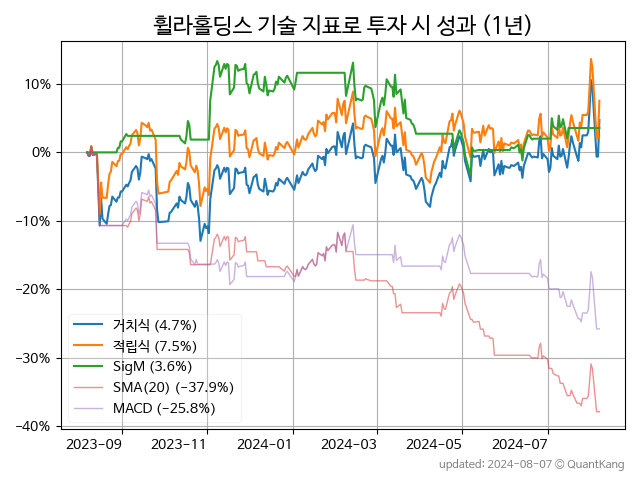 휠라홀딩스 기술 지표로 투자 시 성과 (1년)
10%
0%
−10%
−20%
−30%
−40%
거치식 (4.7%)
적립식 (7.5%)
SigM (3.6%)
SMA(20) (−37.9%)
MACD (−25.8%)
2023-09
2023-11
2024-01
2024-03
2024-05
2024-07
updated: 2024-08-07 © QuantKang